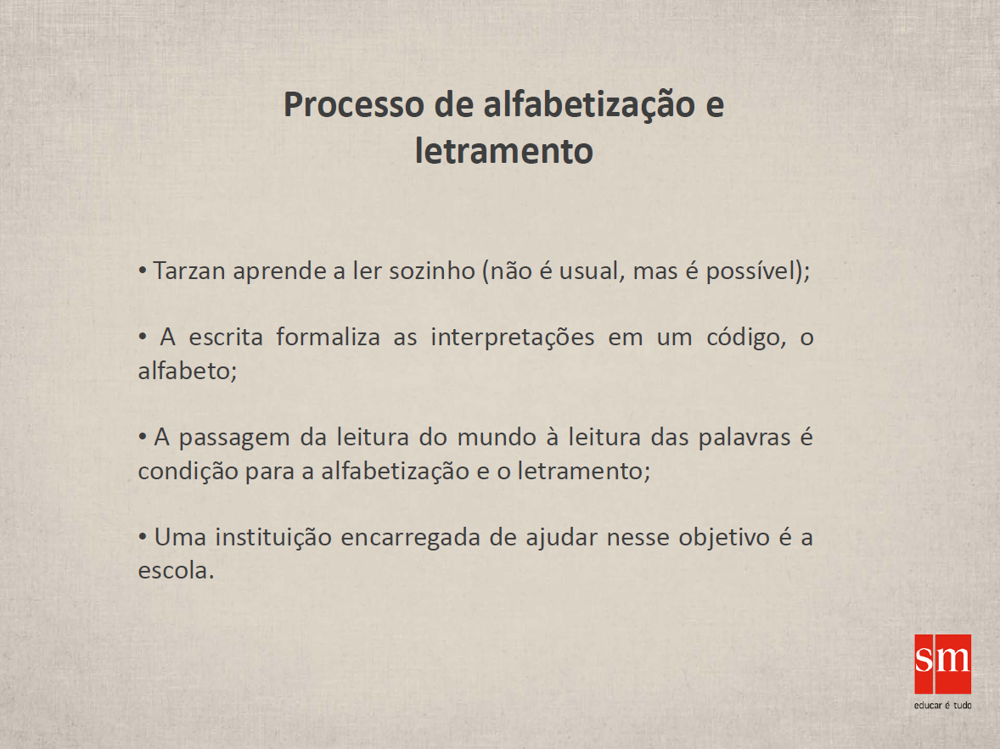 Processo de alfabetização e
letramento
• Tarzan aprende a ler sozinho (não é usual, mas é possível);
• A escrita formaliza as interpretações em um código, o
alfabeto;
• A passagem da leitura do mundo à leitura das palavras é
condição para a alfabetização e o letramento;
• Uma instituição encarregada de ajudar nesse objetivo é a
escola.
sm
educar é tudo